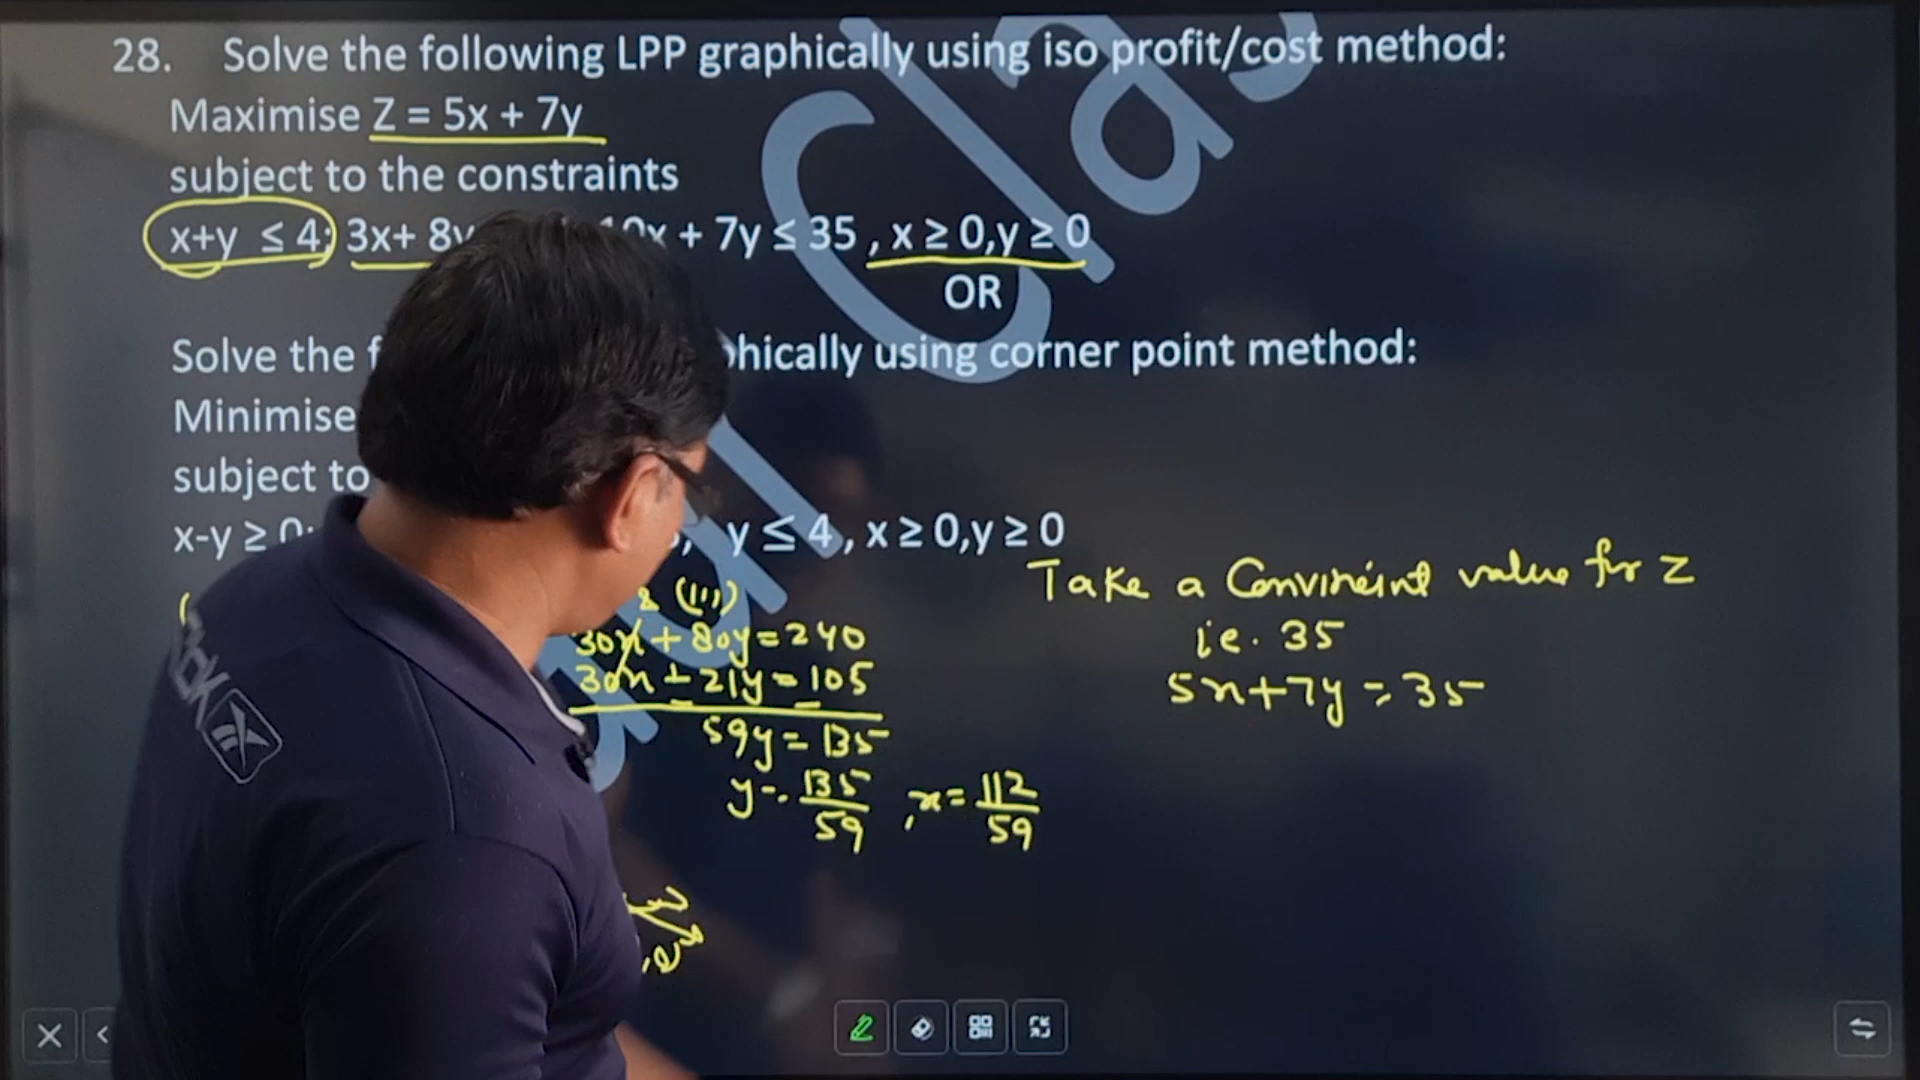 28. Solve the following LPP graphically using iso profit/cost method:
Maximise Z = 5x + 7y
subject to the constraints
x+y ≤ 4; 3x+ 8y x + 7y ≤ 35 , x ≥ 0,y ≥ 0
OR
Solve the phically using corner point method:
Minimise
subject to
x-y ≥ 0; y ≤ 4 , x ≥ 0,y ≥ 0
Take a Convineint value for Z
i.e. 35
5x+7y = 35
& (iii)
30x + 80y = 240
30x + 21y = 105
59y = 135
y = 135/59 , x = 112/59